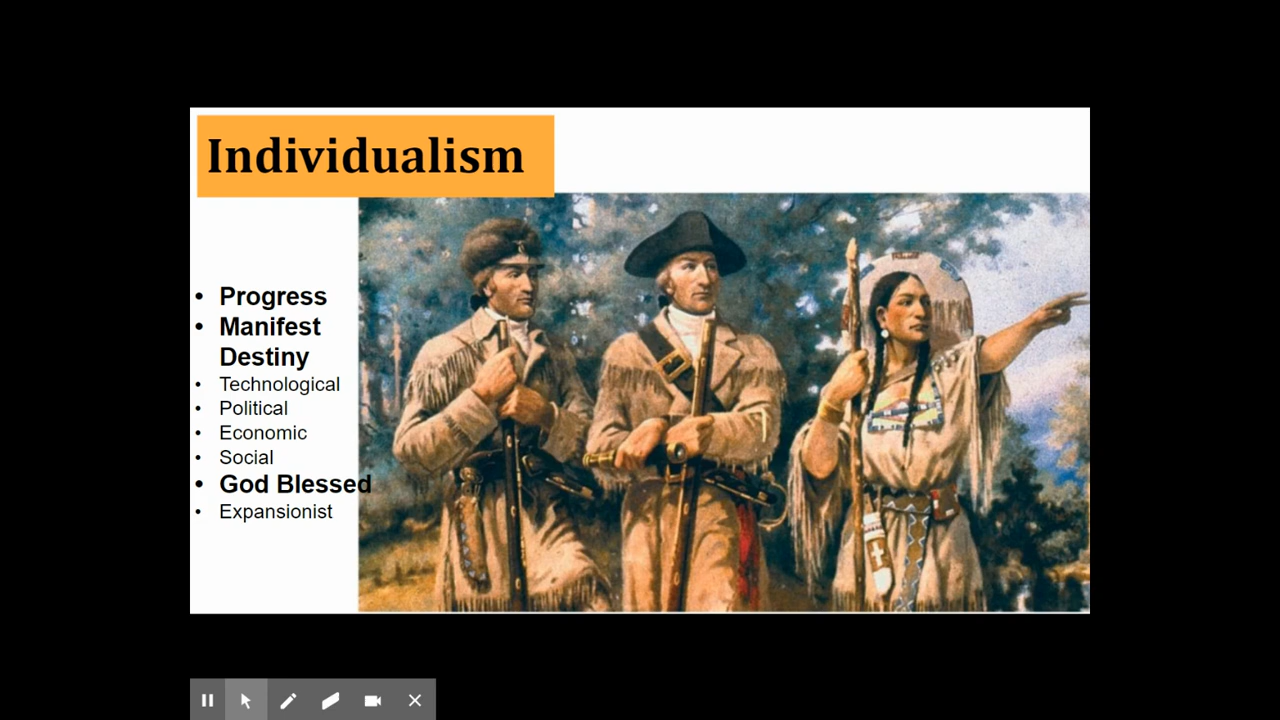 Individualism
• Progress
• Manifest
Destiny
• Technological
• Political
• Economic
• Social
• God Blessed
• Expansionist